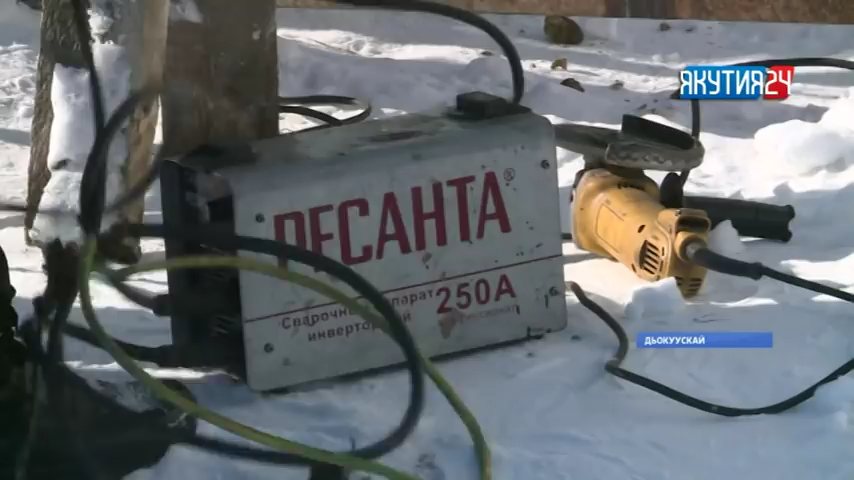 ЯКУТИЯ24
РЕСАНТА®
Сварочный аппарат
инверторный
250А
ДЬОКУУСКАЙ